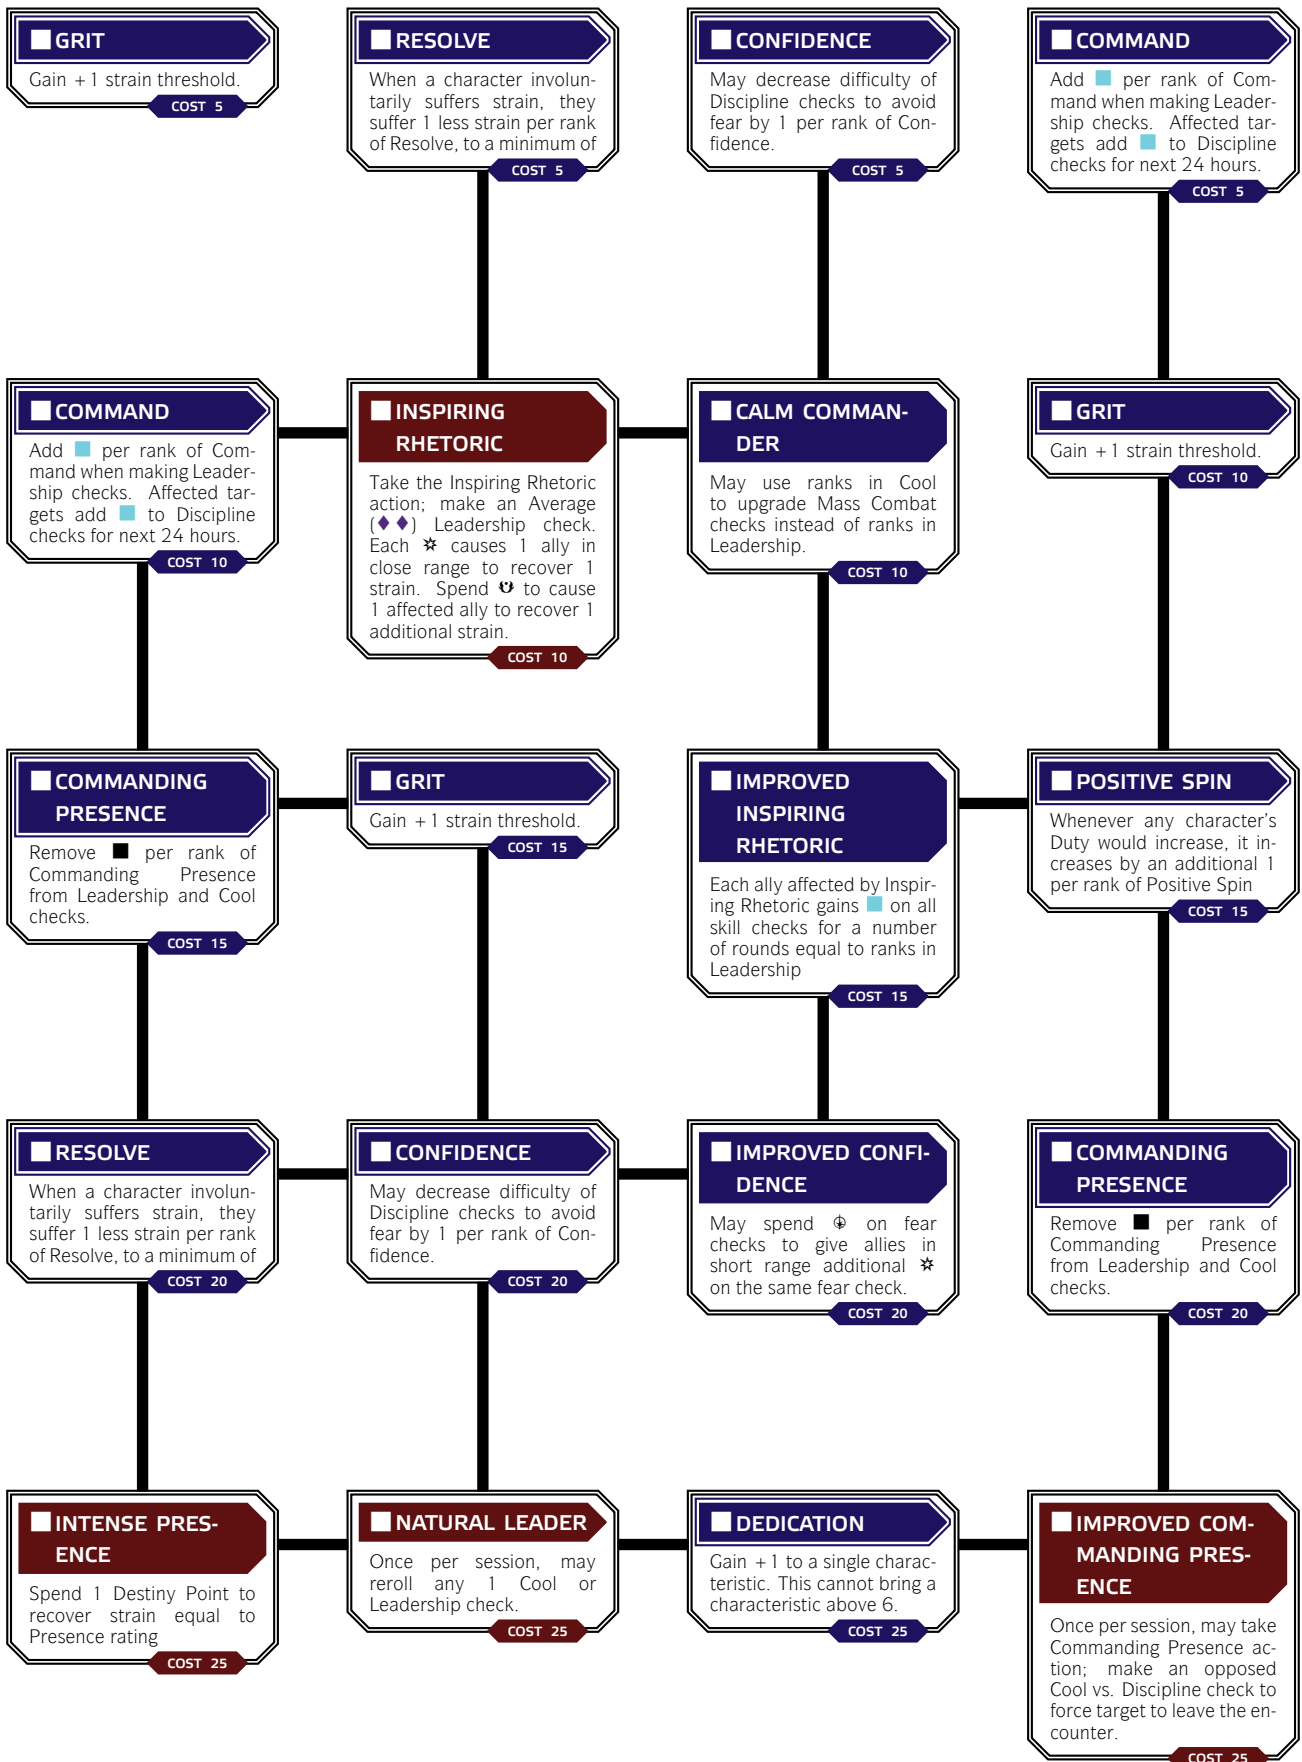 GRIT
Gain +1 strain threshold.
COST 5
RESOLVE
When a character involun-
tarily suffers strain, they
suffer 1 less strain per rank
of Resolve, to a minimum of
COST 5
CONFIDENCE
May decrease difficulty of
Discipline checks to avoid
fear by 1 per rank of Con-
fidence.
COST 5
COMMAND
Add per rank of Com-
mand when making Leader-
ship checks. Affected tar-
gets add to Discipline
checks for next 24 hours.
COST 5
COMMAND
Add per rank of Com-
mand when making Leader-
ship checks. Affected tar-
gets add to Discipline
checks for next 24 hours.
COST 10
INSPIRING
RHETORIC
Take the Inspiring Rhetoric
action; make an Average
(♦♦) Leadership check.
Each causes 1 ally in
close range to recover 1
strain. Spend to cause
1 affected ally to recover 1
additional strain.
COST 10
CALM COMMAN-
DER
May use ranks in Cool
to upgrade Mass Combat
checks instead of ranks in
Leadership.
COST 10
GRIT
Gain +1 strain threshold.
COST 10
COMMANDING
PRESENCE
Remove per rank of
Commanding Presence
from Leadership and Cool
checks.
COST 15
GRIT
Gain +1 strain threshold.
COST 15
IMPROVED
INSPIRING
RHETORIC
Each ally affected by Inspir-
ing Rhetoric gains on all
skill checks for a number
of rounds equal to ranks in
Leadership
COST 15
POSITIVE SPIN
Whenever any character's
Duty would increase, it in-
creases by an additional 1
per rank of Positive Spin
COST 15
RESOLVE
When a character involun-
tarily suffers strain, they
suffer 1 less strain per rank
of Resolve, to a minimum of
COST 20
CONFIDENCE
May decrease difficulty of
Discipline checks to avoid
fear by 1 per rank of Con-
fidence.
COST 20
IMPROVED CONFI-
DENCE
May spend on fear
checks to give allies in
short range additional
on the same fear check.
COST 20
COMMANDING
PRESENCE
Remove per rank of
Commanding Presence
from Leadership and Cool
checks.
COST 20
INTENSE PRES-
ENCE
Spend 1 Destiny Point to
recover strain equal to
Presence rating
COST 25
NATURAL LEADER
Once per session, may
reroll any 1 Cool or
Leadership check.
COST 25
DEDICATION
Gain +1 to a single charac-
teristic. This cannot bring a
characteristic above 6.
COST 25
IMPROVED COM-
MANDING PRES-
ENCE
Once per session, may take
Commanding Presence ac-
tion; make an opposed
Cool vs. Discipline check to
force target to leave the en-
counter.
COST 25